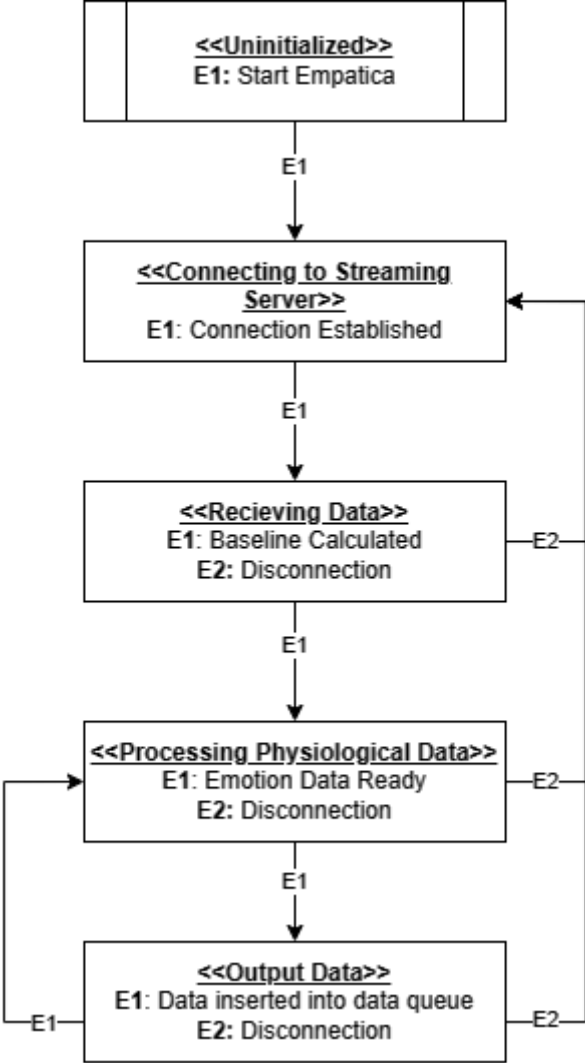 <<Uninitialized>>
E1: Start Empatica
E1
<<Connecting to Streaming
Server>>
E1: Connection Established
E1
<<Recieving Data>>
E1: Baseline Calculated
E2: Disconnection
E2
E1
<<Processing Physiological Data>>
E1: Emotion Data Ready
E2: Disconnection
E2
E1
<<Output Data>>
E1: Data inserted into data queue
E2: Disconnection
E1
E2